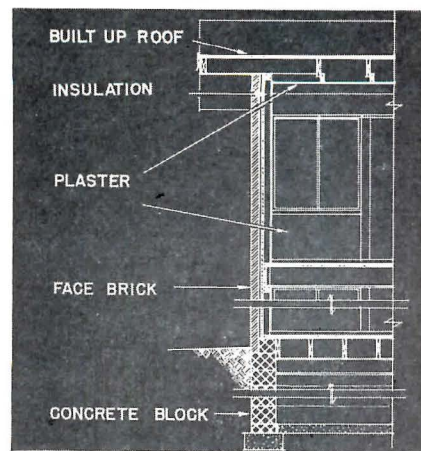 BUILT UP ROOF
INSULATION
PLASTER
FACE BRICK
CONCRETE BLOCK